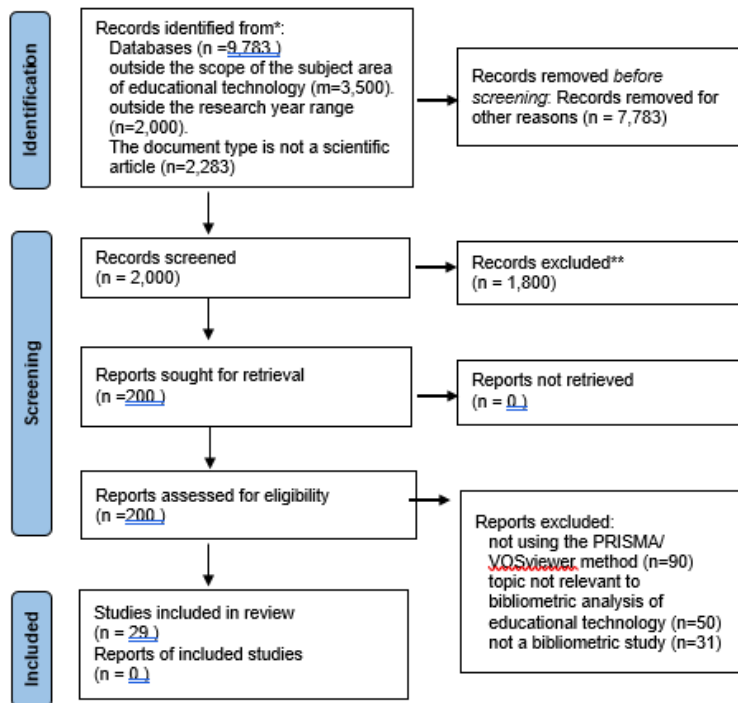 Identification
Records identified from*:
Databases (n =9,783 )
outside the scope of the subject area
of educational technology (m=3,500).
outside the research year range
(n=2,000).
The document type is not a scientific
article (n=2,283)
Records removed before
screening: Records removed for
other reasons (n = 7,783)
Screening
Records screened
(n = 2,000)
Records excluded**
(n = 1,800)
Reports sought for retrieval
(n =200 )
Reports not retrieved
(n = 0 )
Reports assessed for eligibility
(n =200 )
Reports excluded:
not using the PRISMA/
VOSviewer method (n=90)
topic not relevant to
bibliometric analysis of
educational technology (n=50)
not a bibliometric study (n=31)
Included
Studies included in review
(n = 29 )
Reports of included studies
(n = 0 )